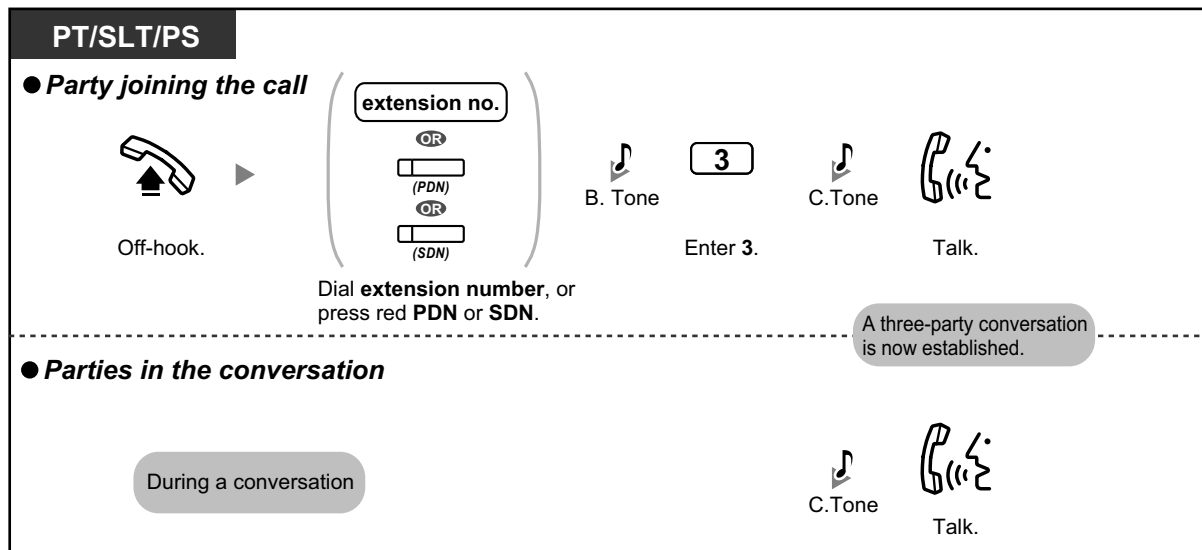 PT/SLT/PS
● Party joining the call
extension no.
OR
(PDN)
OR
(SDN)
B. Tone
3
C.Tone
Off-hook.
Enter 3.
Talk.
Dial extension number, or
press red PDN or SDN.
A three-party conversation
is now established.
● Parties in the conversation
During a conversation
C.Tone
Talk.